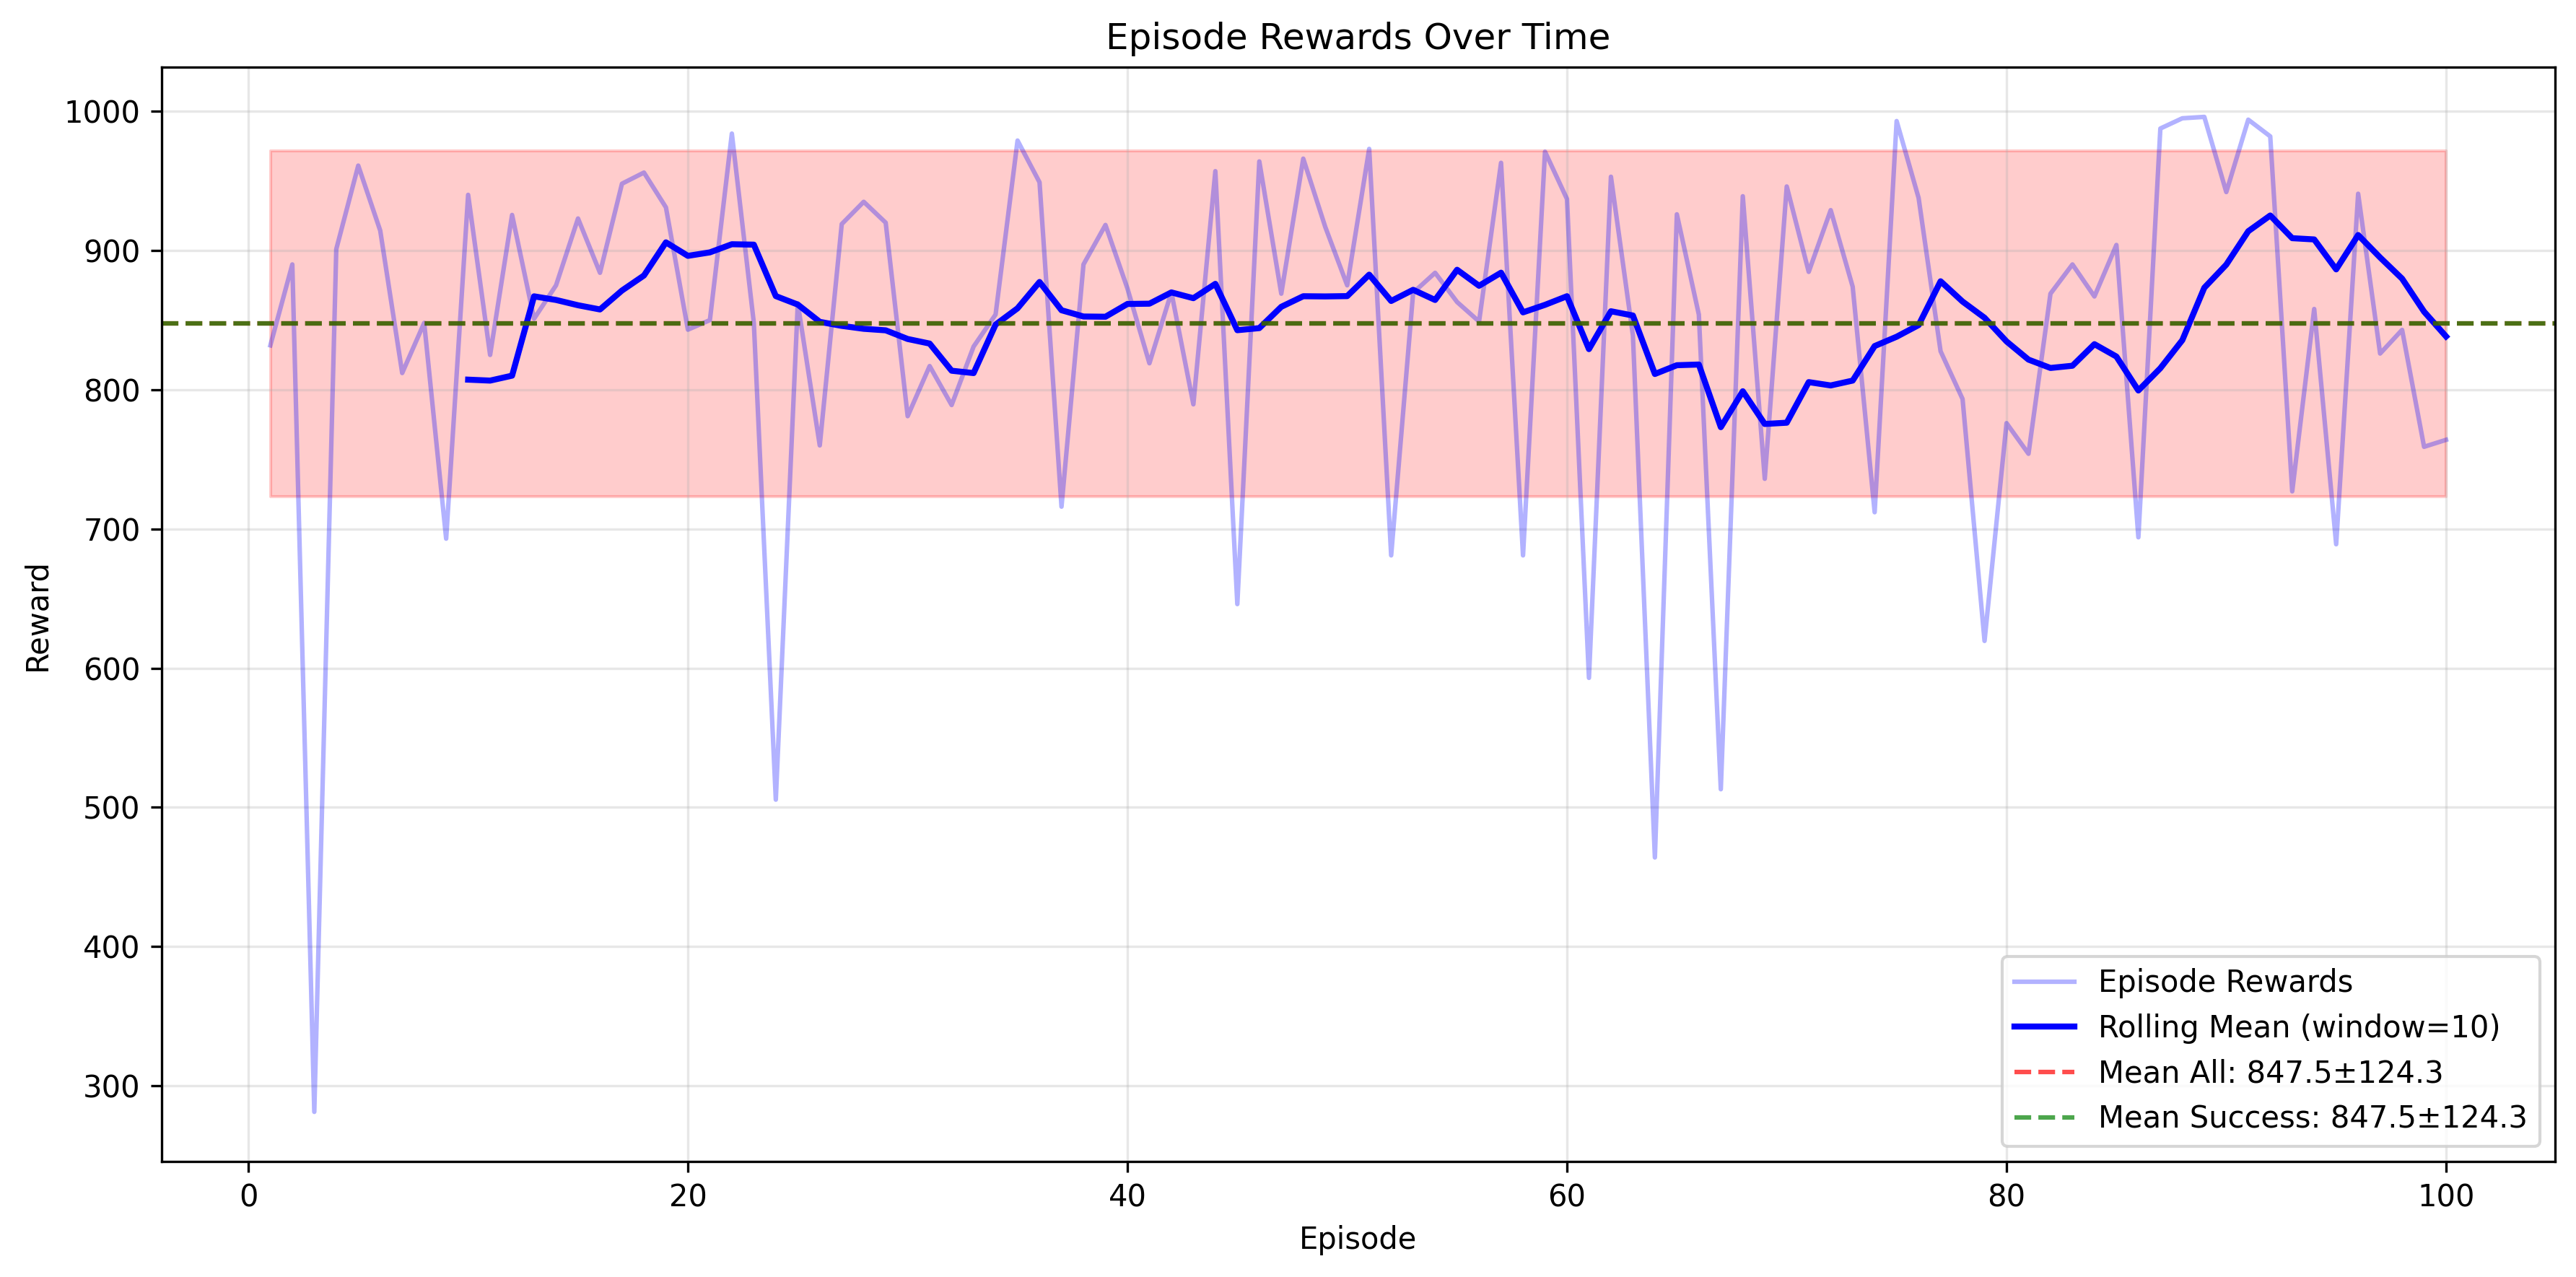 Episode Rewards Over Time
1000
900
800
700
600
500
400
300
Reward
0 20 40 60 80 100
Episode
Episode Rewards
Rolling Mean (window=10)
Mean All: 847.5±124.3
Mean Success: 847.5±124.3